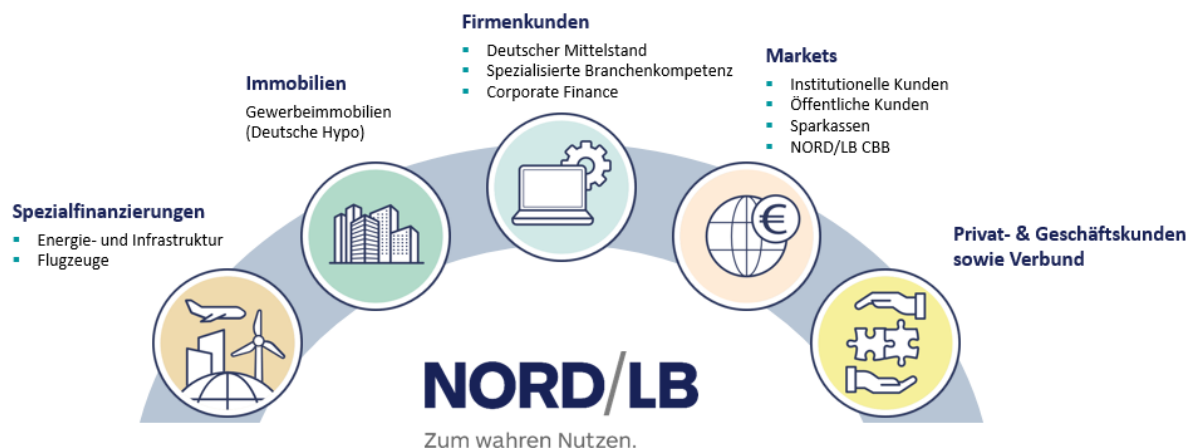 Spezialfinanzierungen
Energie- und Infrastruktur
Flugzeuge
Immobilien
Gewerbeimmobilien
(Deutsche Hypo)
Firmenkunden
Deutscher Mittelstand
Spezialisierte Branchenkompetenz
Corporate Finance
Markets
Institutionelle Kunden
Öffentliche Kunden
Sparkassen
NORD/LB CBB
€
Privat- & Geschäftskunden
sowie Verbund
NORD/LB
Zum wahren Nutzen.